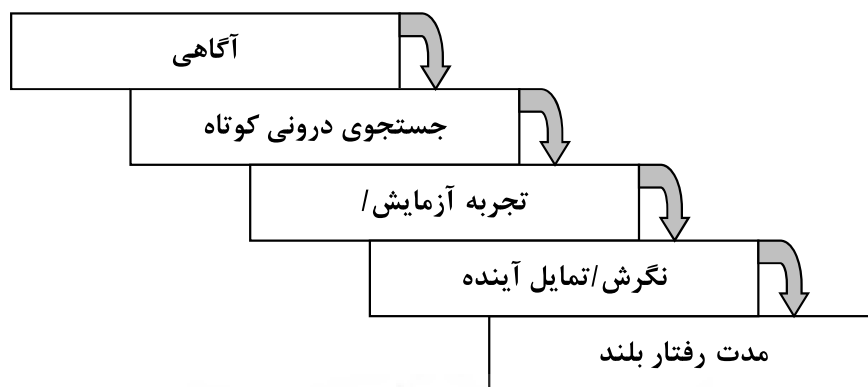 آگاهی
جستجوی درونی کوتاه
تجربه آزمایش/
نگرش/تمایل آینده
مدت رفتار بلند